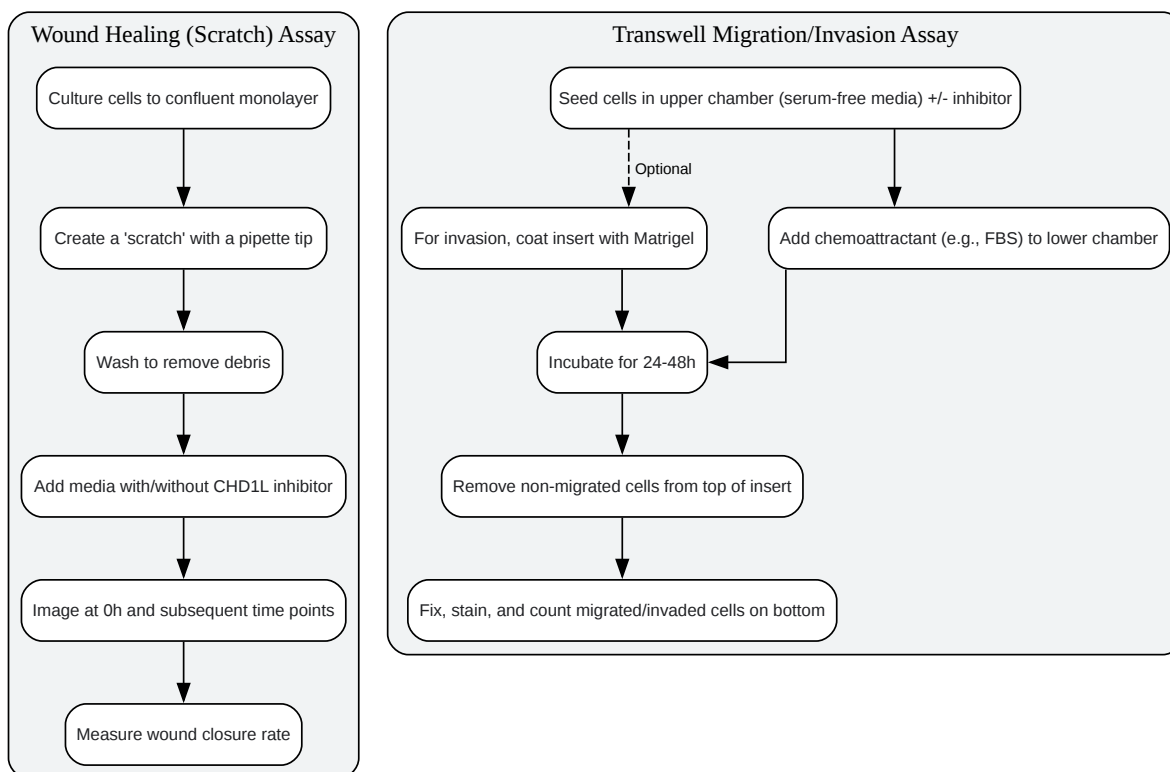 Wound Healing (Scratch) Assay
Culture cells to confluent monolayer
Create a 'scratch' with a pipette tip
Wash to remove debris
Add media with/without CHD1L inhibitor
Image at 0h and subsequent time points
Measure wound closure rate
Transwell Migration/Invasion Assay
Seed cells in upper chamber (serum-free media) +/- inhibitor
Optional
For invasion, coat insert with Matrigel
Add chemoattractant (e.g., FBS) to lower chamber
Incubate for 24-48h
Remove non-migrated cells from top of insert
Fix, stain, and count migrated/invaded cells on bottom